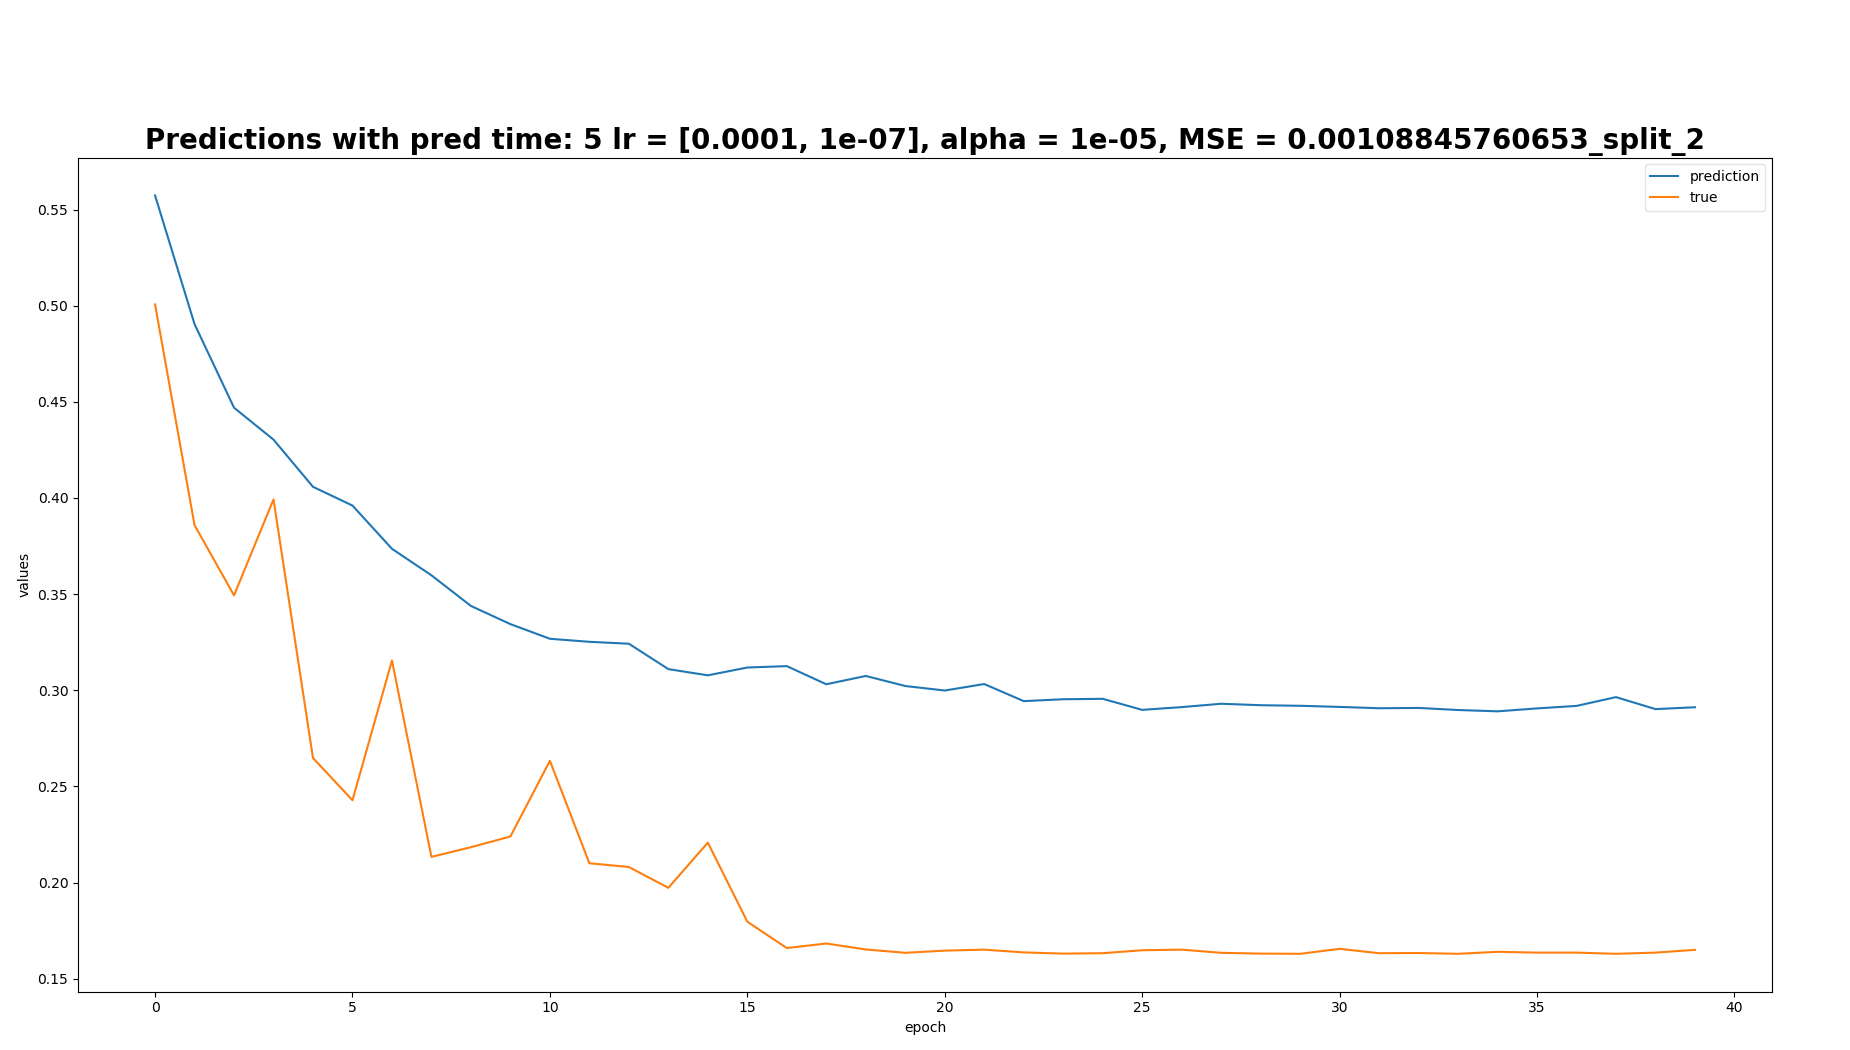 Predictions with pred time: 5 lr = [0.0001, 1e-07], alpha = 1e-05, MSE = 0.00108845760653_split_2
prediction
true
0.55
0.50
0.45
0.40
0.35
0.30
0.25
0.20
0.15
values
0 5 10 15 20 25 30 35 40
epoch